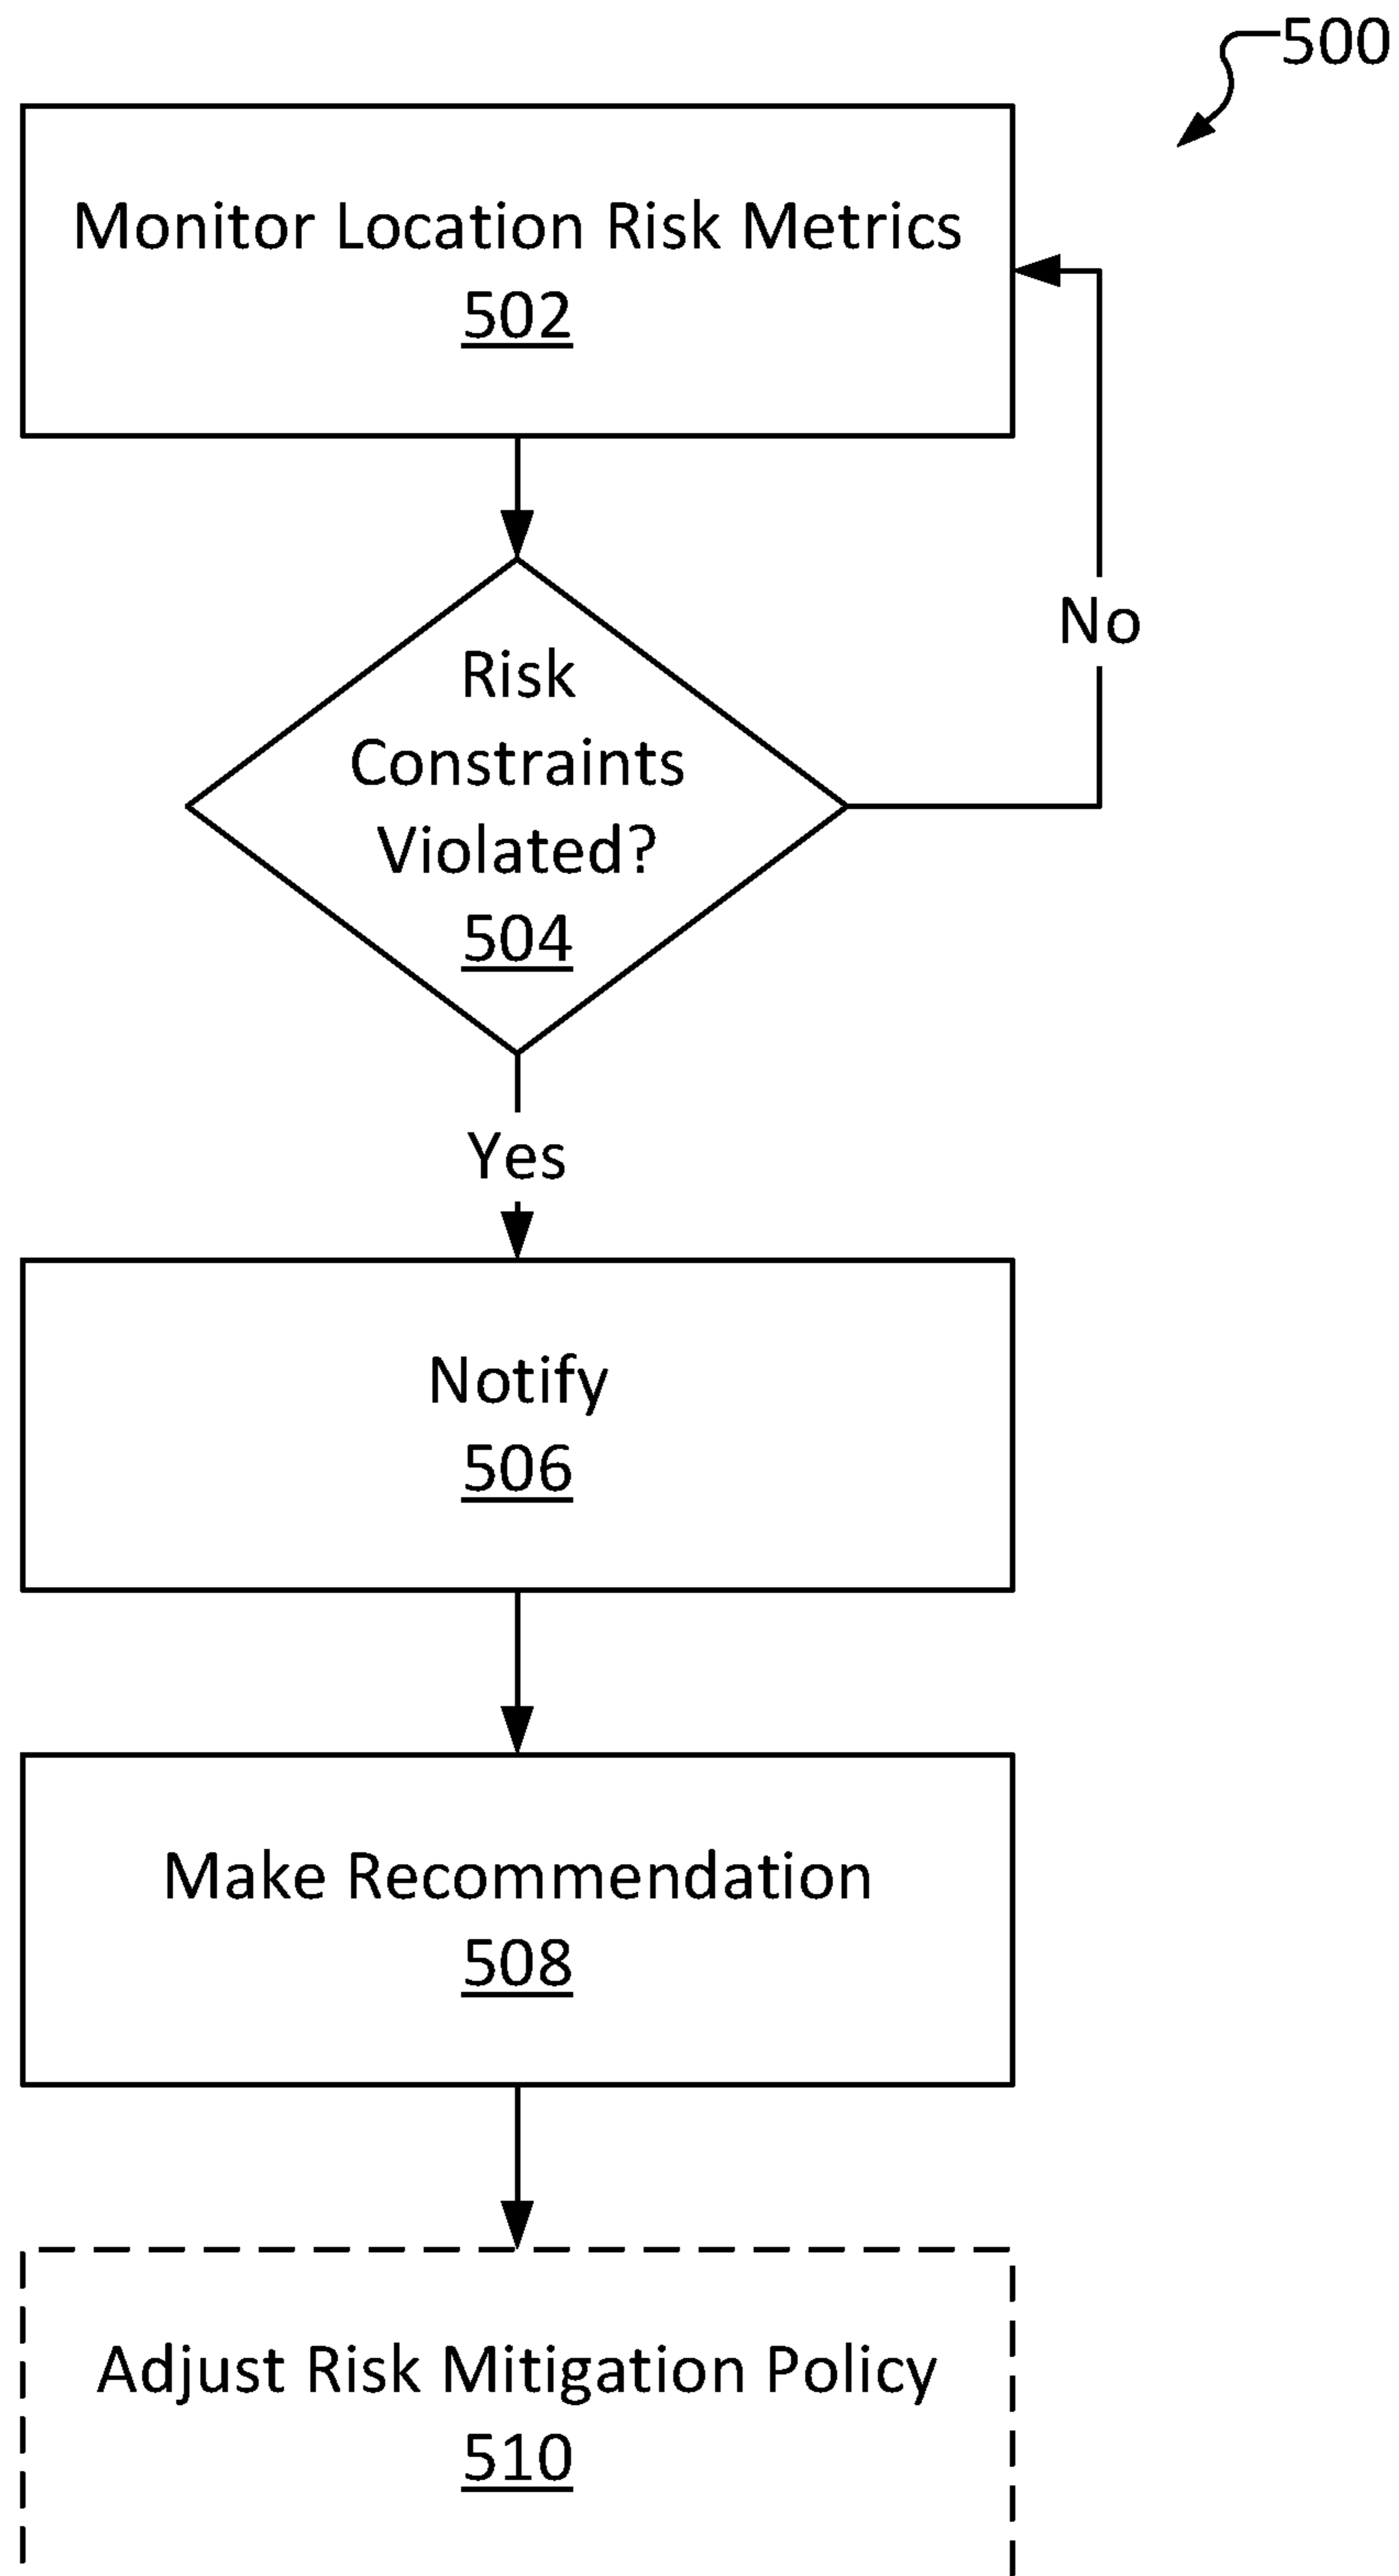 500
Monitor Location Risk Metrics
502
Risk
Constraints
Violated?
504
No
Yes
Notify
506
Make Recommendation
508
Adjust Risk Mitigation Policy
510